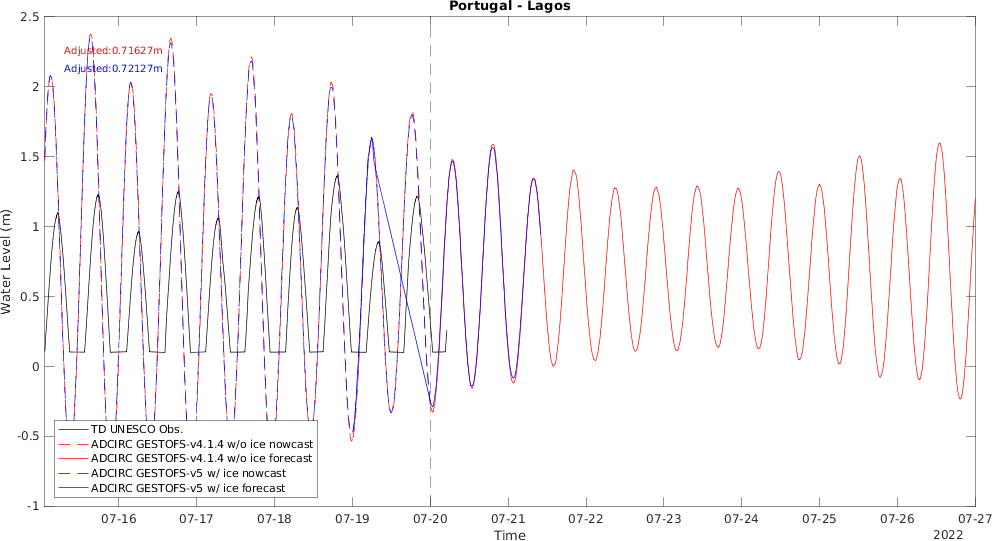 Portugal - Lagos
2.5
Adjusted:0.71627m
Adjusted:0.72127m
2
1.5
1
0.5
0
-0.5
-1
Water Level (m)
TD UNESCO Obs.
ADCIRC GESTOFS-v4.1.4 w/o ice nowcast
ADCIRC GESTOFS-v4.1.4 w/o ice forecast
ADCIRC GESTOFS-v5 w/ ice nowcast
ADCIRC GESTOFS-v5 w/ ice forecast
07-16 07-17 07-18 07-19 07-20 07-21 07-22 07-23 07-24 07-25 07-26 07-27
Time
2022